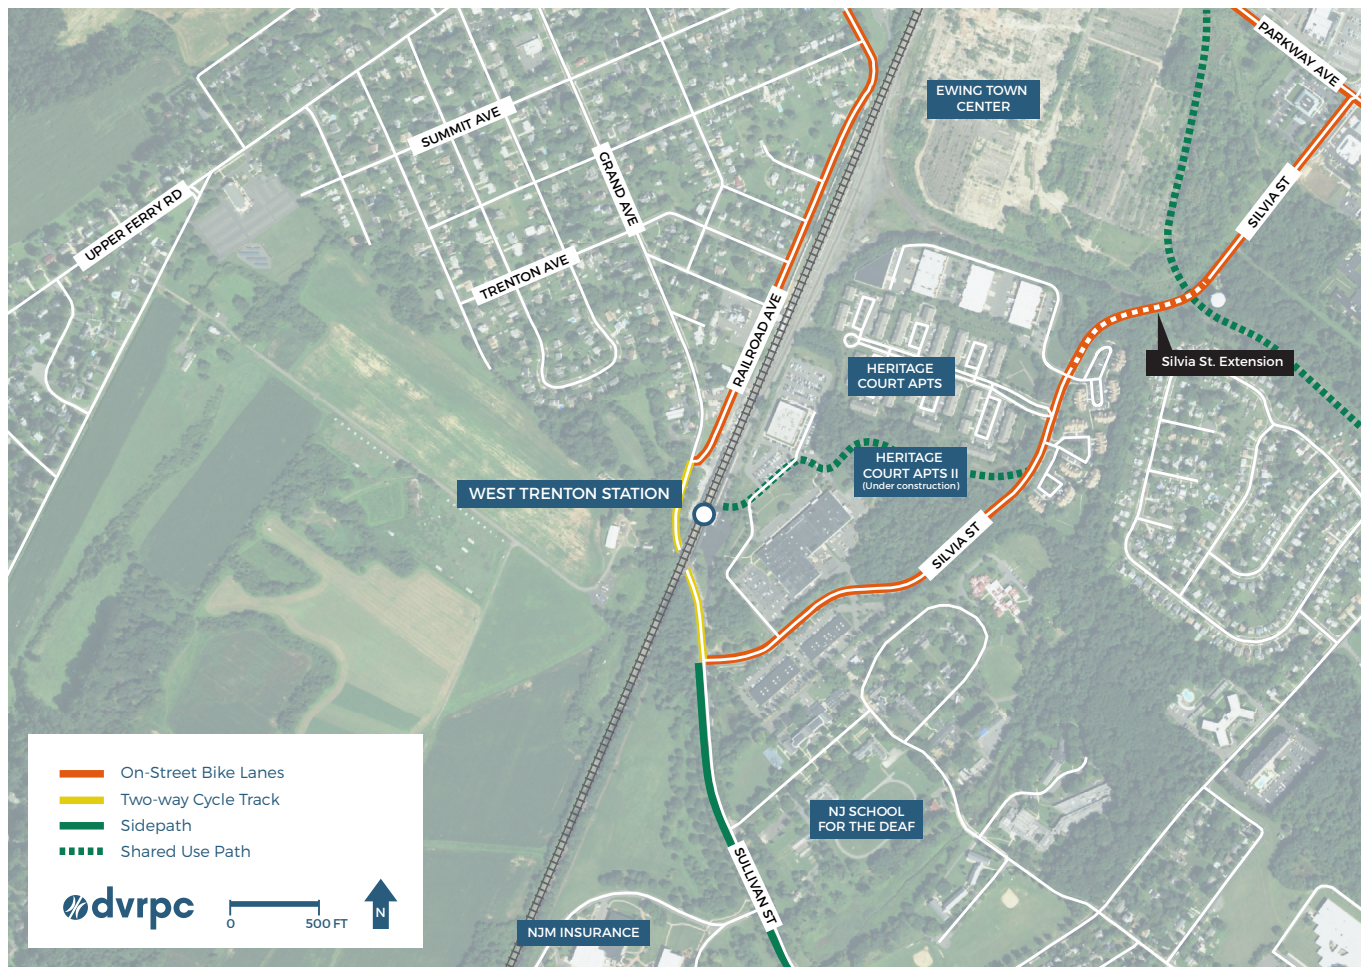 PARKWAY AVE
EWING TOWN
CENTER
SUMMIT AVE
GRAND AVE
UPPER FERRY RD
SILVIA ST
TRENTON AVE
RAILROAD AVE
Silvia St. Extension
HERITAGE
COURT APTS
HERITAGE
COURT APTS II
(Under construction)
WEST TRENTON STATION
SILVIA ST
On-Street Bike Lanes
Two-way Cycle Track
Sidepath
Shared Use Path
dvrpc
0
500 FT
N
NJ SCHOOL
FOR THE DEAF
SULLIVAN ST
NJM INSURANCE